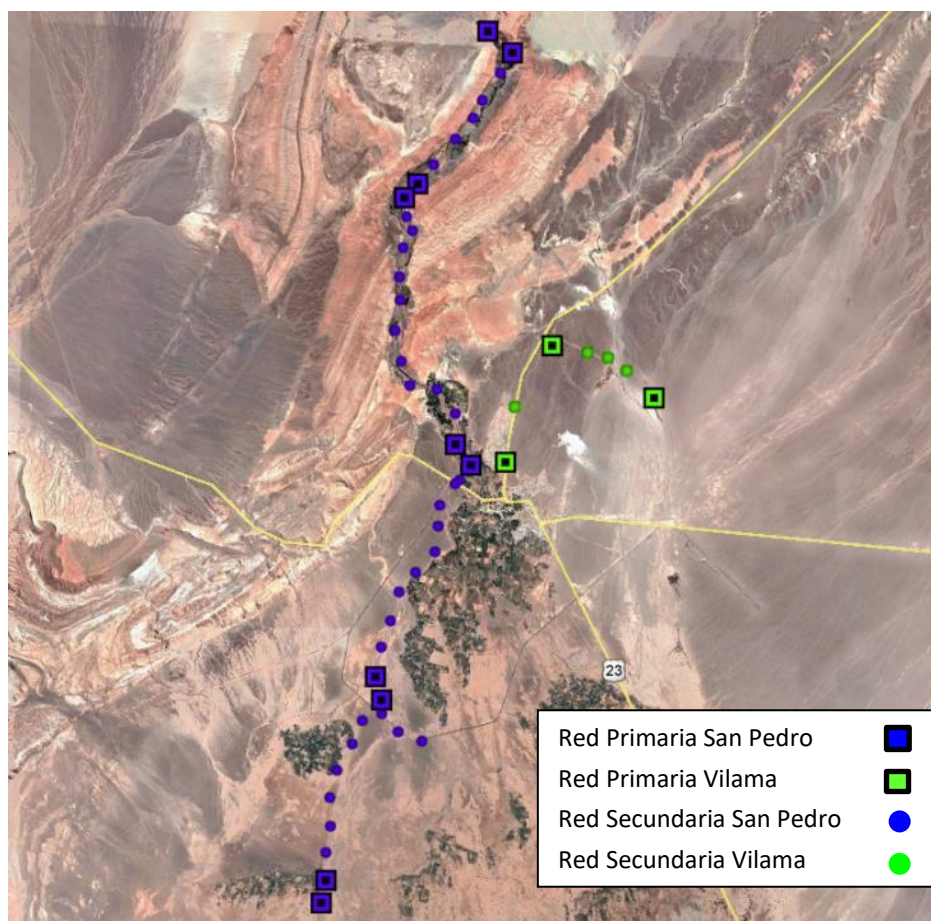 23
Red Primaria San Pedro
Red Primaria Vilama
Red Secundaria San Pedro
Red Secundaria Vilama